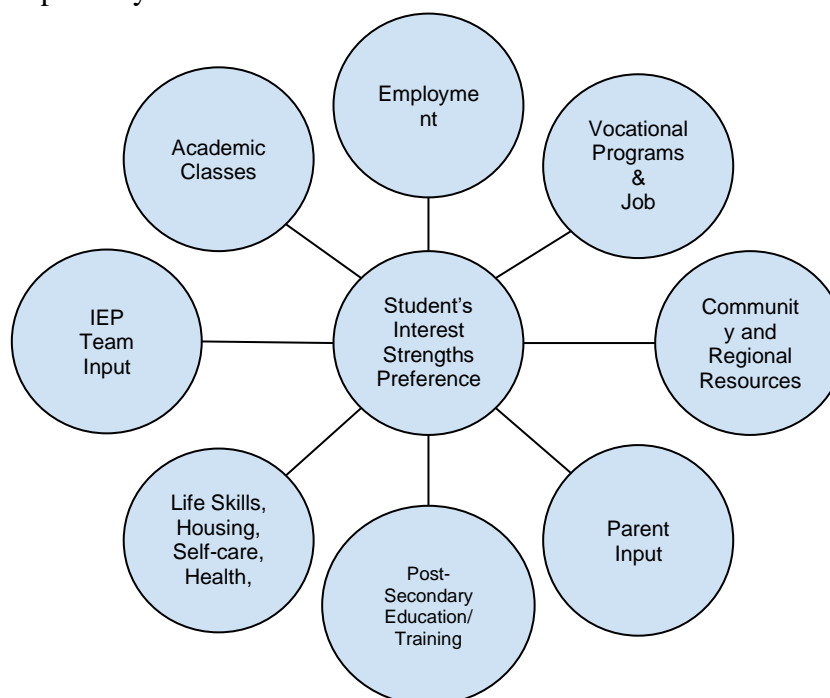 Employme
nt
Academic
Classes
Vocational
Programs
&
Job
IEP
Team
Input
Student's
Interest
Strengths
Preference
Communit
y and
Regional
Resources
Life Skills,
Housing,
Self-care,
Health,
Post-
Secondary
Education/
Training
Parent
Input